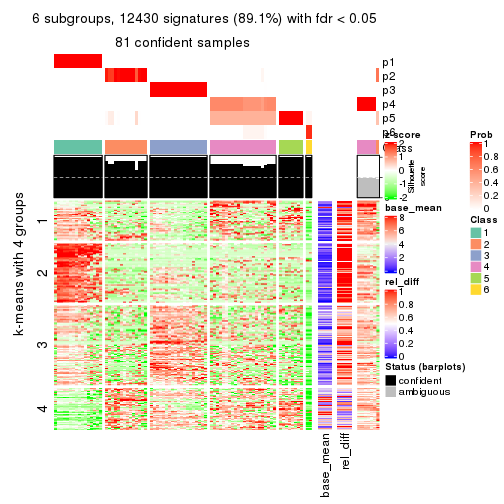 6 subgroups, 12430 signatures (89.1%) with fdr < 0.05
81 confident samples
p1
p2
p3
p4
p5
p6
Class
z-score
2
1
0
-1
-2
Silhouette
score
Prob
1
0.8
0.6
0.4
0.2
0
base_mean
8
6
4
2
0
Class
1
2
3
4
5
6
rel_diff
1
0.8
0.6
0.4
0.2
0
Status (barplots)
confident
ambiguous
k-means with 4 groups
1
2
3
4
base_mean
rel_diff